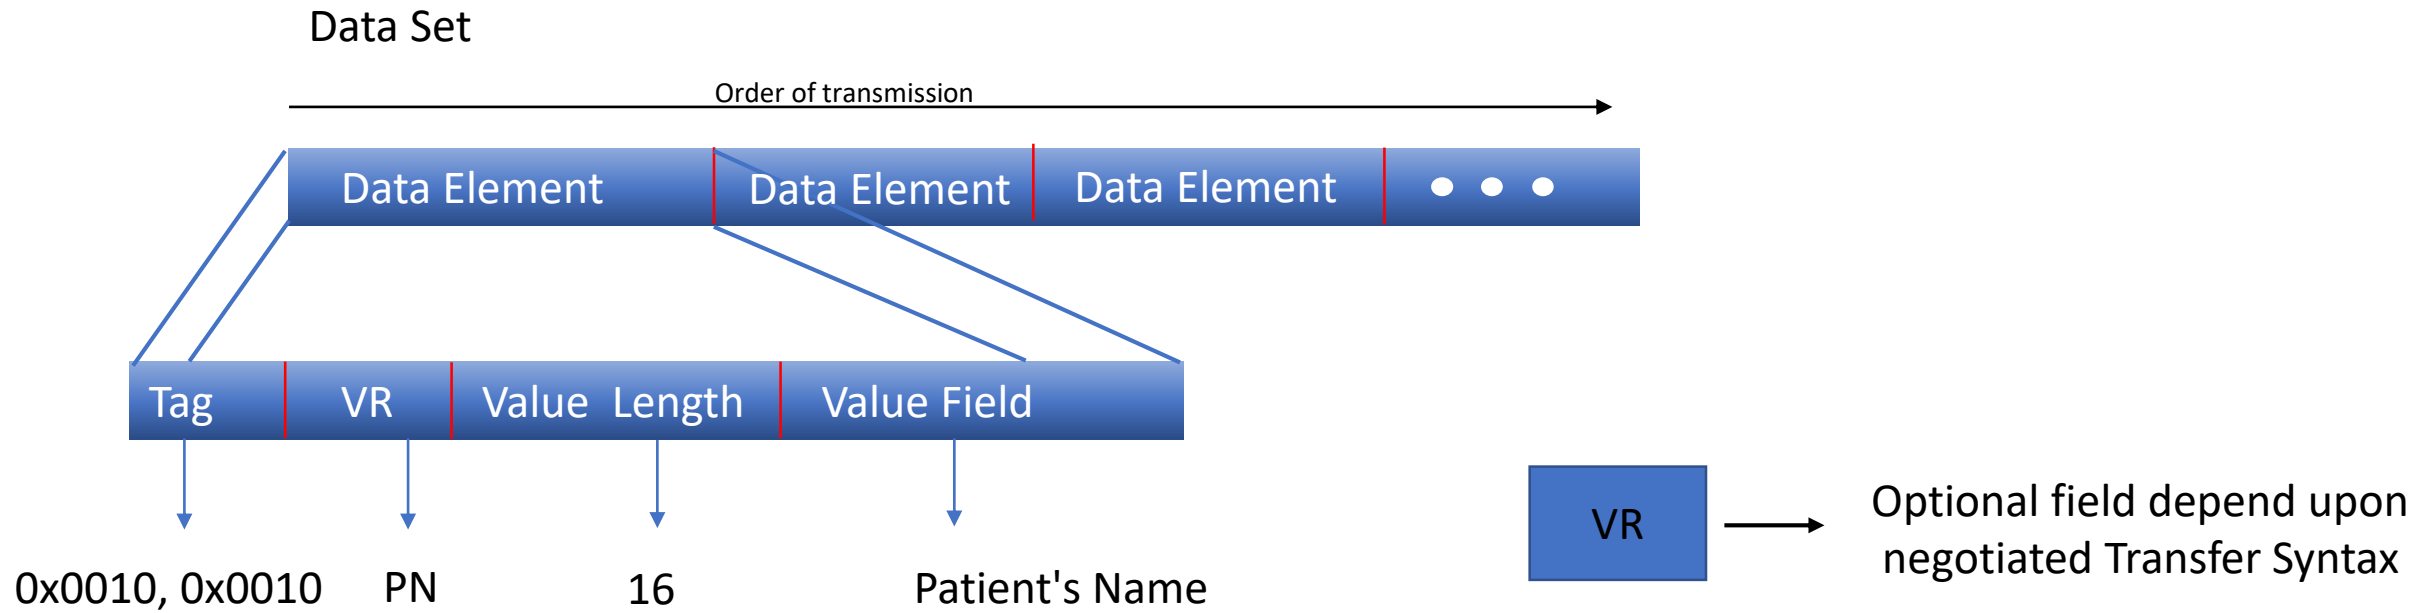 Data Set
Order of transmission
Data Element Data Element Data Element
Tag VR Value Length Value Field
0x0010, 0x0010 PN 16 Patient's Name
VR
Optional field depend upon
negotiated Transfer Syntax